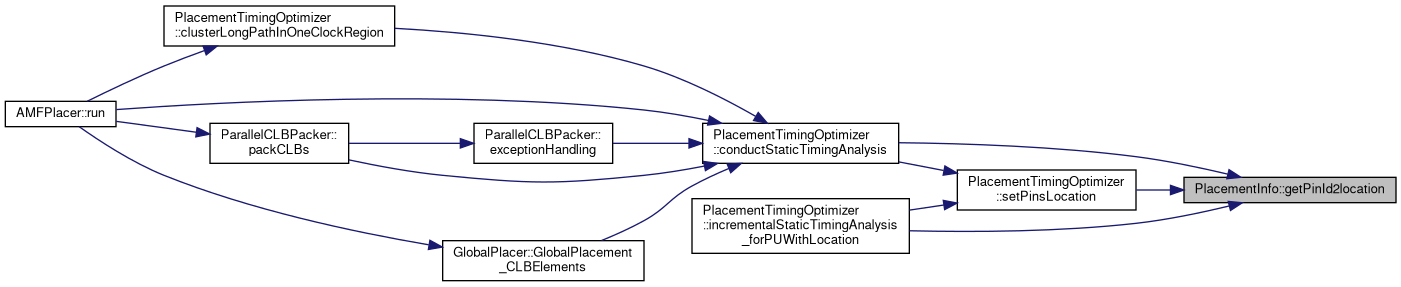 PlacementTimingOptimizer
::clusterLongPathInOneClockRegion
AMFPlacer::run
ParallelCLBPacker::
packCLBs
ParallelCLBPacker::
exceptionHandling
PlacementTimingOptimizer
::conductStaticTimingAnalysis
PlacementTimingOptimizer
::setPinsLocation
PlacementInfo::getPinId2location
PlacementTimingOptimizer
::incrementalStaticTimingAnalysis
_forPUWithLocation
GlobalPlacer::GlobalPlacement
_CLBElements